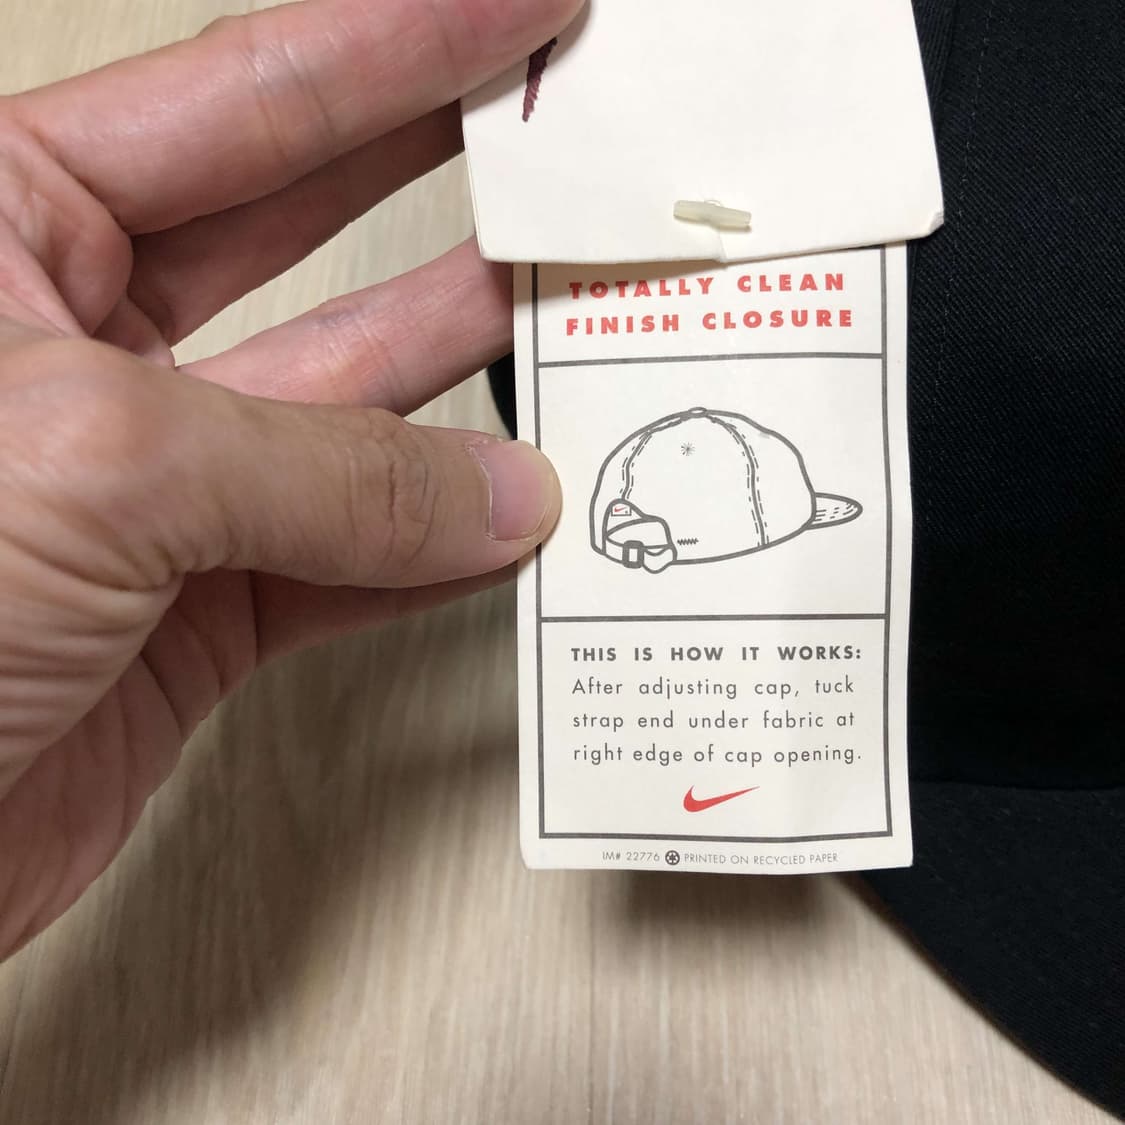 TOTALLY CLEAN
FINISH CLOSURE
THIS IS HOW IT WORKS:
After adjusting cap, tuck
strap end under fabric at
right edge of cap opening.
IM# 22776 PRINTED ON RECYCLED PAPER